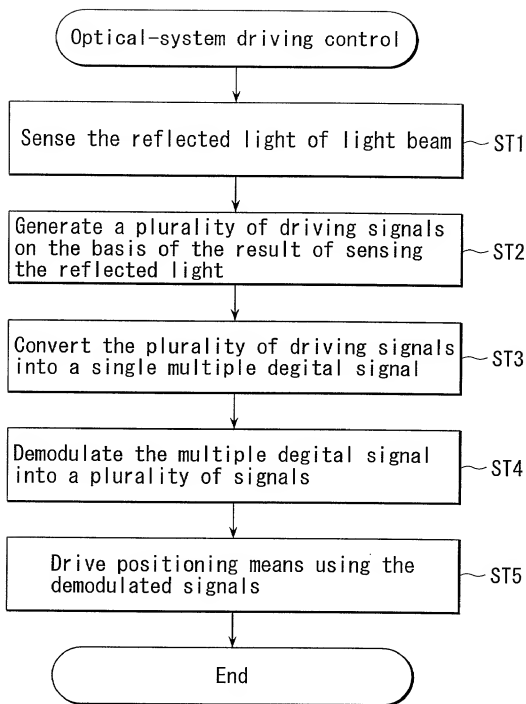 Optical-system driving control
Sense the reflected light of light beam
ST1
Generate a plurality of driving signals
on the basis of the result of sensing
the reflected light
ST2
Convert the plurality of driving signals
into a single multiple degital signal
ST3
Demodulate the multiple degital signal
into a plurality of signals
ST4
Drive positioning means using the
demodulated signals
ST5
End